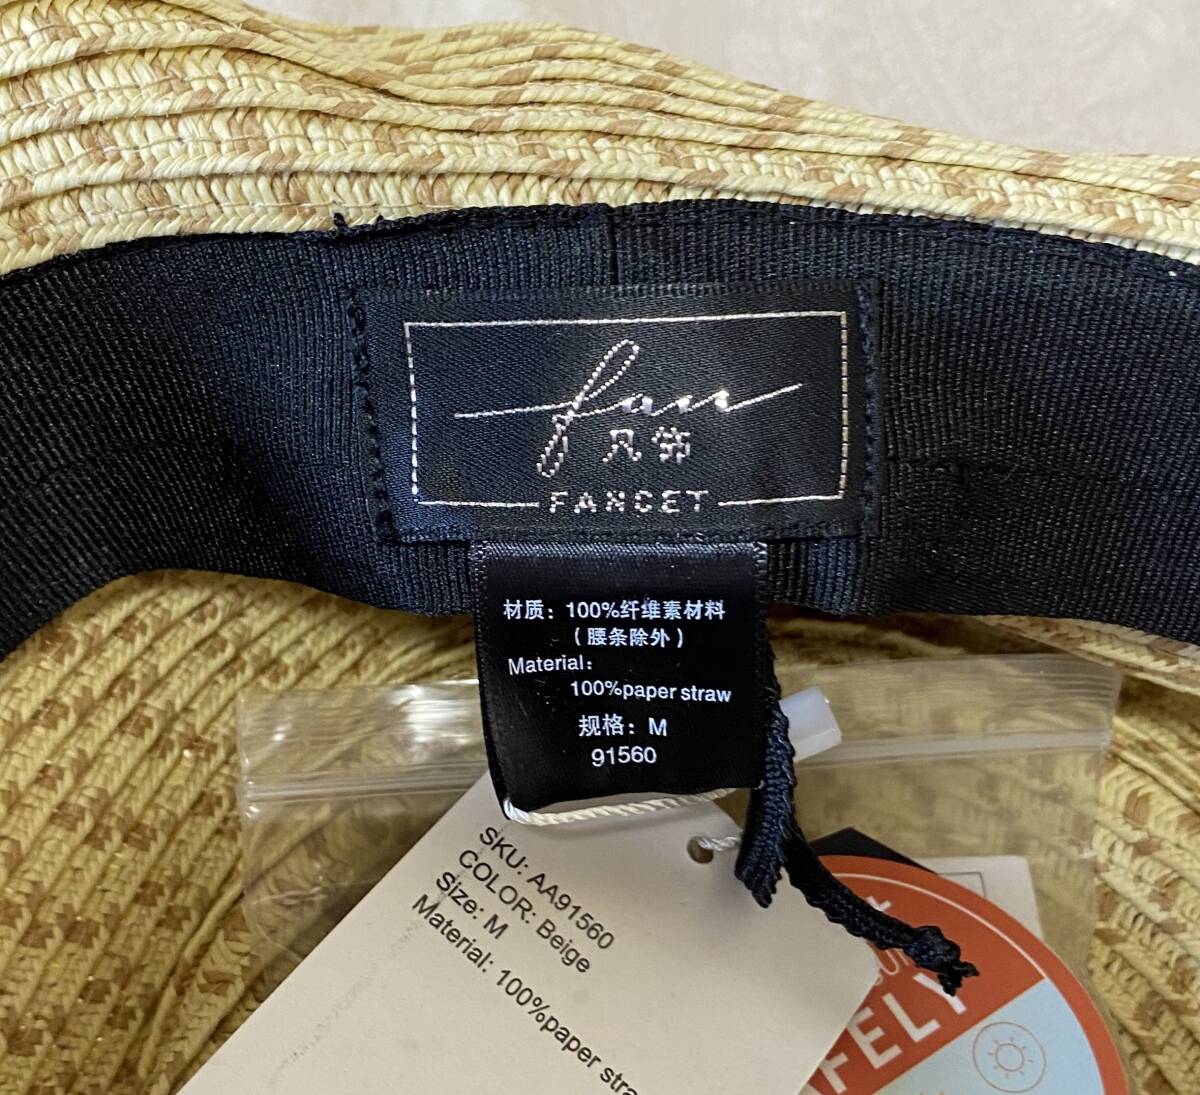 fan
凡饰
FANCET
材质：100%纤维素材料
（腰条除外）
Material:
100%paper straw
规格：M
91560
SKU: AA91560
COLOR: Beige
Size: M
Material: 100%paper
FELY